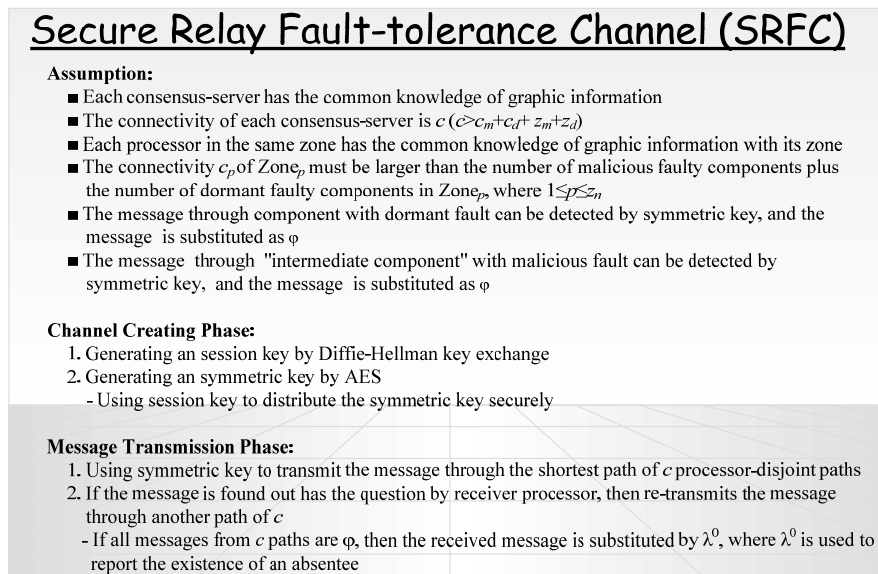 Secure Relay Fault-tolerance Channel (SRFC)
Assumption:
■ Each consensus-server has the common knowledge of graphic information
■ The connectivity of each consensus-server is c (c>cₘ+c_d+ zₘ+z_d)
■ Each processor in the same zone has the common knowledge of graphic information with its zone
■ The connectivity cₚ of Zoneₚ must be larger than the number of malicious faulty components plus
the number of dormant faulty components in Zoneₚ, where 1≤p≤zₙ
■ The message through component with dormant fault can be detected by symmetric key, and the
message is substituted as φ
■ The message through "intermediate component" with malicious fault can be detected by
symmetric key, and the message is substituted as φ
Channel Creating Phase:
1. Generating an session key by Diffie-Hellman key exchange
2. Generating an symmetric key by AES
- Using session key to distribute the symmetric key securely
Message Transmission Phase:
1. Using symmetric key to transmit the message through the shortest path of c processor-disjoint paths
2. If the message is found out has the question by receiver processor, then re-transmits the message
through another path of c
- If all messages from c paths are φ, then the received message is substituted by λ⁰, where λ⁰ is used to
report the existence of an absentee